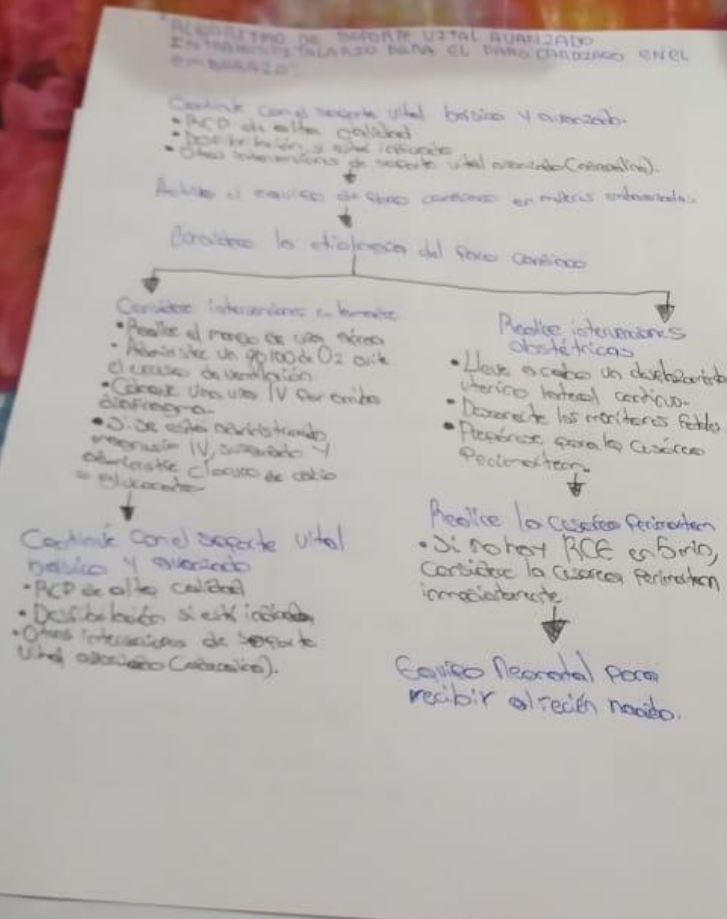 ALGORITMO DE SOPORTE VITAL AVANZADO
INTRAHOSPITALARIO PARA EL PARO CARDIACO EN EL
EMBARAZO.
Continúe con el soporte vital básico y avanzado.
• RCP de alta calidad
• Desfibrilación si está indicada
• Otras intervenciones de soporte vital avanzado (adrenalina).
Active el equipo de paro cardiaco en mujeres embarazadas
Considere la etiología del paro cardiaco
Considere intervenciones en la madre
• Realice el manejo de vía aérea
• Administre un 90/100 de O2 evite
el exceso de ventilación
• Coloque una vía IV por encima
diafragma.
• Si se está administrando
magnesio IV, suspéndalo y
administre cloruro de calcio
o gluconato
Continúe con el soporte vital
básico y avanzado
• RCP de alta calidad
• Desfibrilación si está indicada
• Otras intervenciones de soporte
vital avanzado (adrenalina).
Realice intervenciones
obstétricas
• Lleve a cabo un desplazamiento
uterino lateral continuo.
• Desconecte los monitores fetales.
• Prepárese para la cesárea
perimortem.
Realice la cesárea perimortem
• Si no hay RCE en 5min,
considere la cesárea perimortem
inmediatamente
Equipo Neonatal para
recibir al recién nacido.